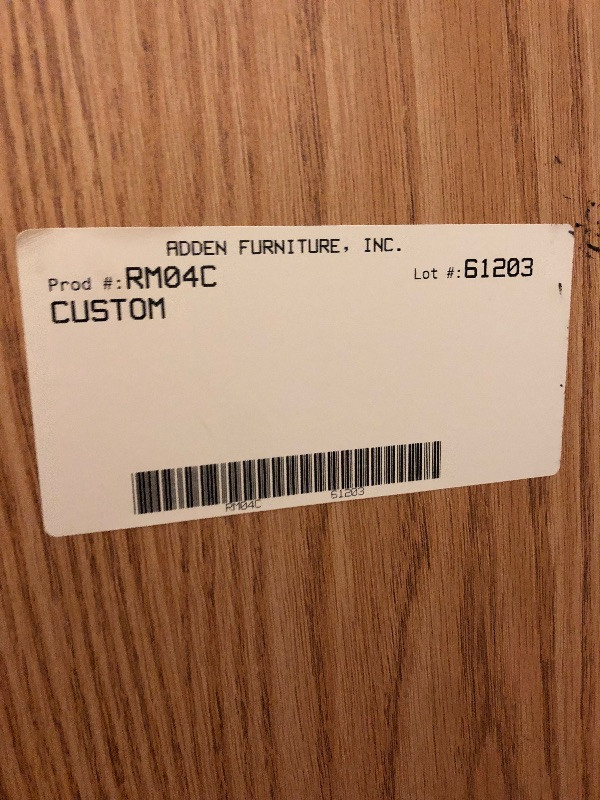 ADDEN FURNITURE, INC.
Prod #:RM04C Lot #:61203
CUSTOM
RM04C 61203